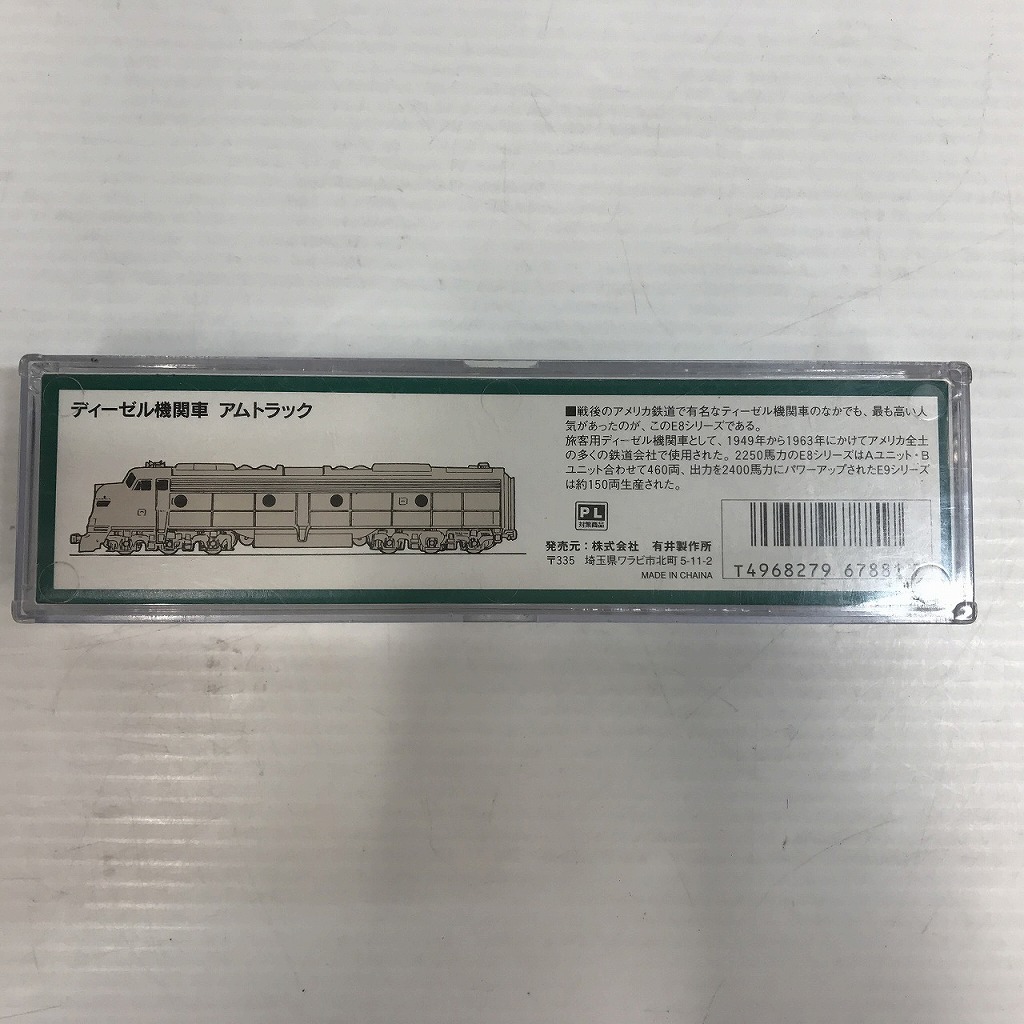 ディーゼル機関車 アムトラック
■戦後のアメリカ鉄道で有名なディーゼル機関車のなかでも、最も高い人
気があったのが、このE8シリーズである。
旅客用ディーゼル機関車として、1949年から1963年にかけてアメリカ全土
の多くの鉄道会社で使用された。2250馬力のE8シリーズはAユニット・B
ユニット合わせて460両、出力を2400馬力にパワーアップされたE9シリーズ
は約150両生産された。
PL
対策商品
発売元：株式会社 有井製作所
〒335 埼玉県ワラビ市北町 5-11-2
MADE IN CHAINA
T4968279 67881